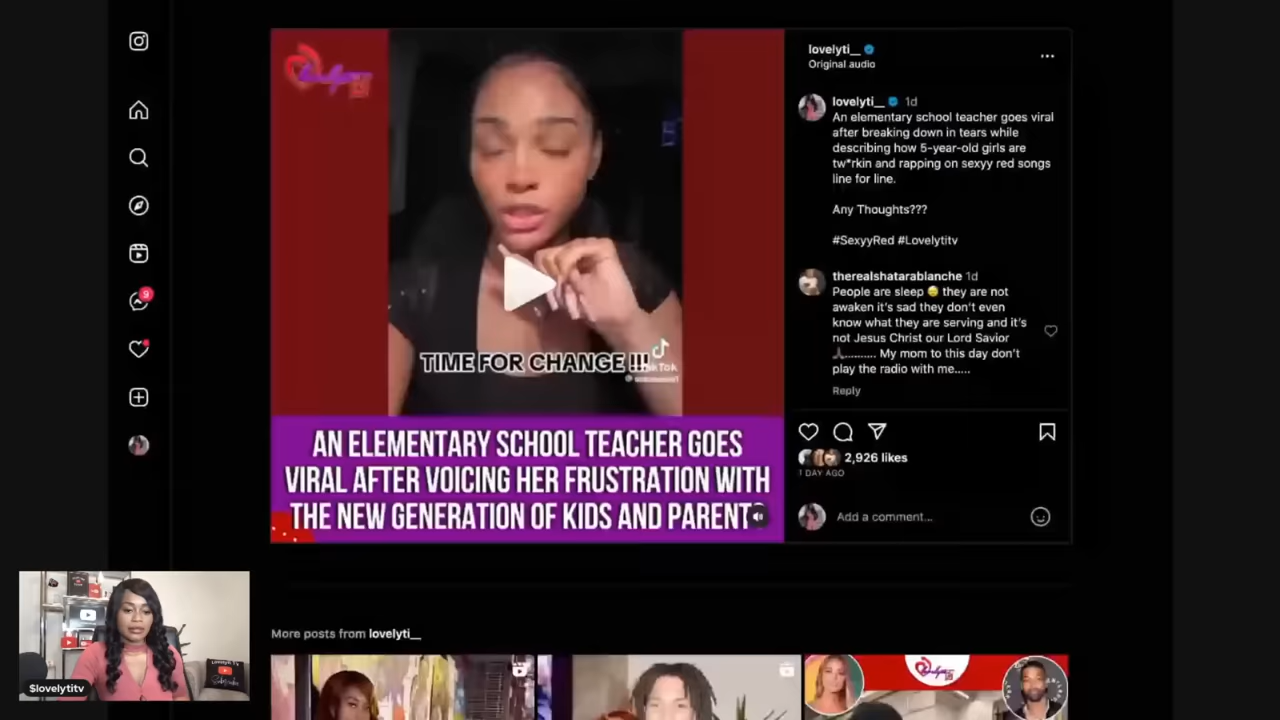 lovelyti__
Original audio
lovelyti__ 1d
An elementary school teacher goes viral
after breaking down in tears while
describing how 5-year-old girls are
tw*rkin and rapping on sexyy red songs
line for line.
Any Thoughts???
#SexyyRed #Lovelytitv
therealshatarablanche 1d
People are sleep 😴 they are not
awaken it's sad they don't even
know what they are serving and it's
not Jesus Christ our Lord Savior
🙏🏿.......... My mom to this day don't
play the radio with me.....
Reply
TIME FOR CHANGE !!!
TikTok
AN ELEMENTARY SCHOOL TEACHER GOES
VIRAL AFTER VOICING HER FRUSTRATION WITH
THE NEW GENERATION OF KIDS AND PARENTS
2,926 likes
1 DAY AGO
Add a comment...
9
More posts from lovelyti__
$lovelytitv